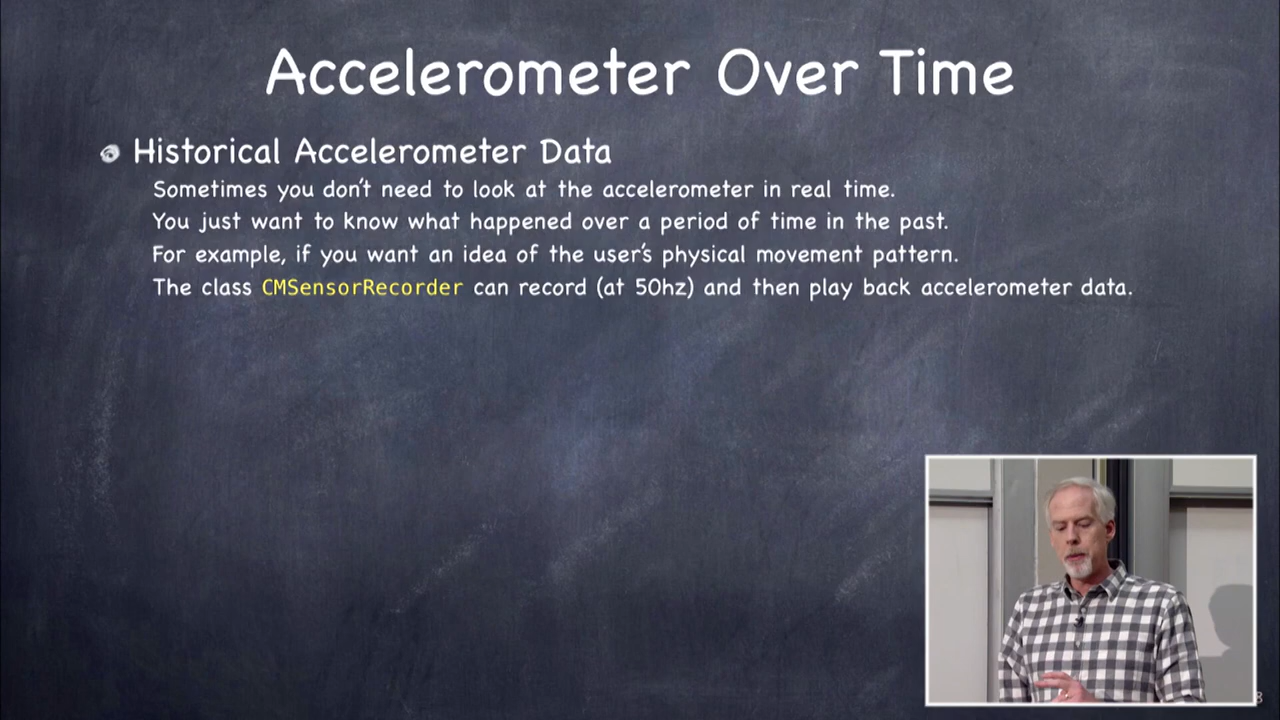 Accelerometer Over Time
Historical Accelerometer Data
Sometimes you don't need to look at the accelerometer in real time.
You just want to know what happened over a period of time in the past.
For example, if you want an idea of the user's physical movement pattern.
The class CMSensorRecorder can record (at 50hz) and then play back accelerometer data.